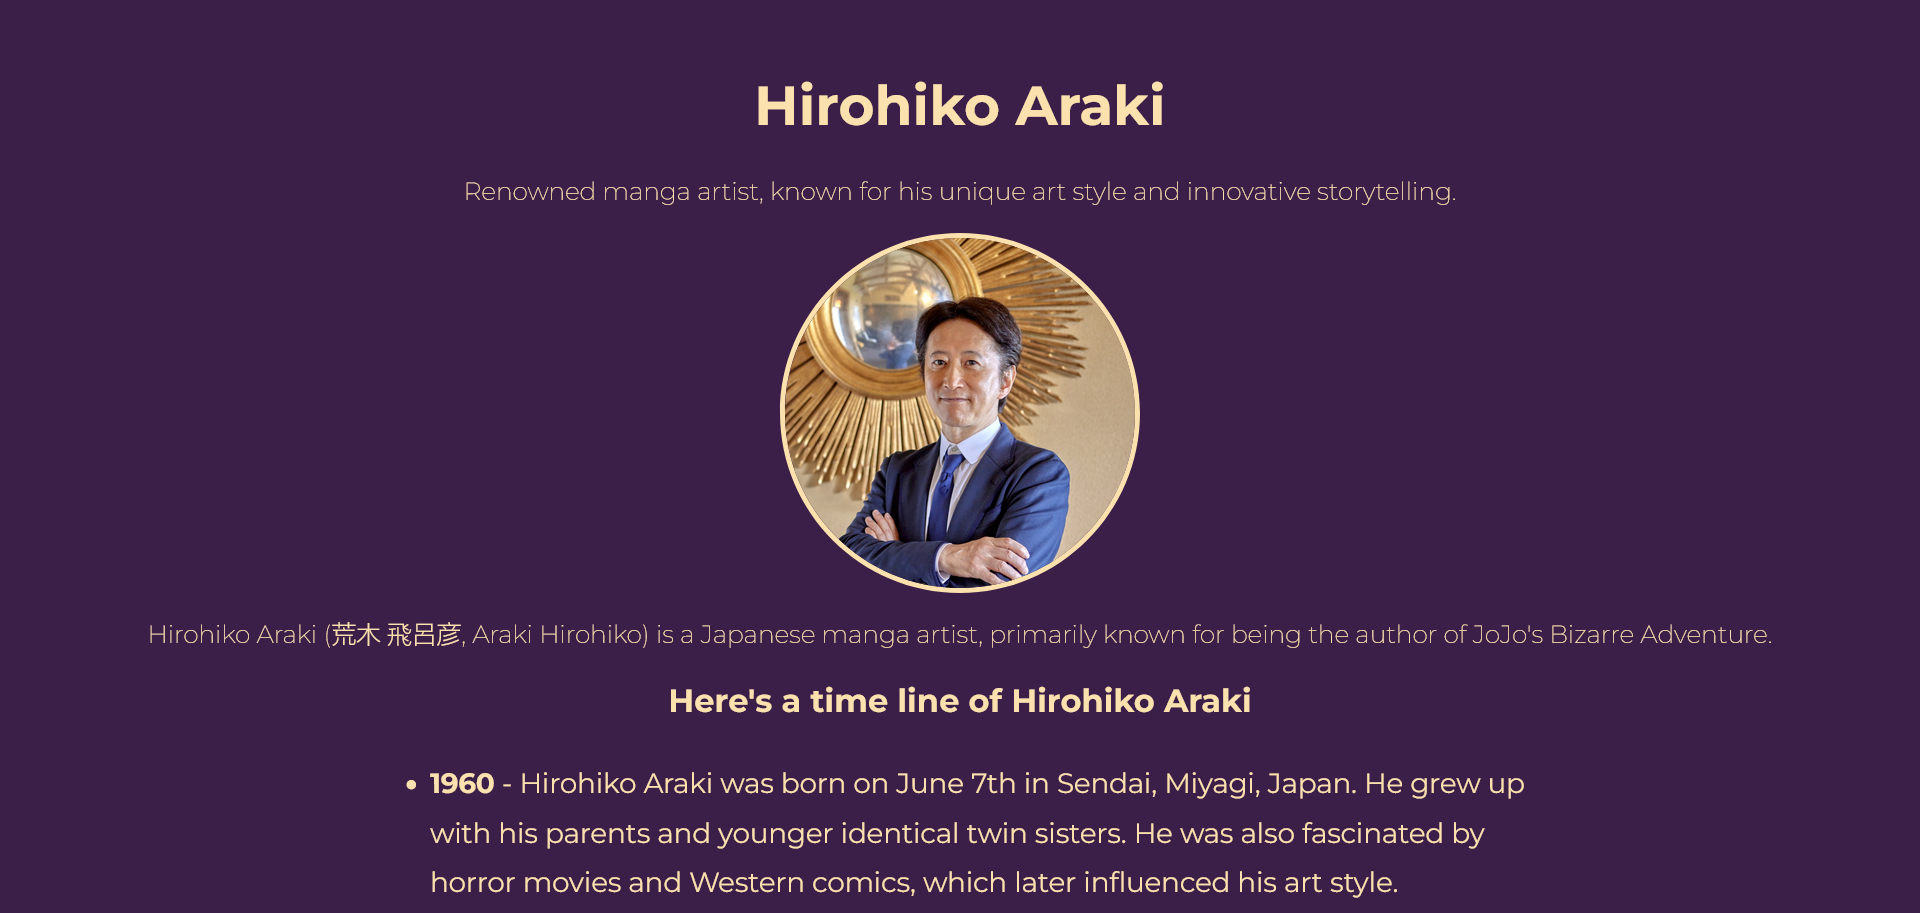 Hirohiko Araki
Renowned manga artist, known for his unique art style and innovative storytelling.
Hirohiko Araki (荒木 飛呂彦, Araki Hirohiko) is a Japanese manga artist, primarily known for being the author of JoJo's Bizarre Adventure.
Here's a time line of Hirohiko Araki
• 1960 - Hirohiko Araki was born on June 7th in Sendai, Miyagi, Japan. He grew up
with his parents and younger identical twin sisters. He was also fascinated by
horror movies and Western comics, which later influenced his art style.